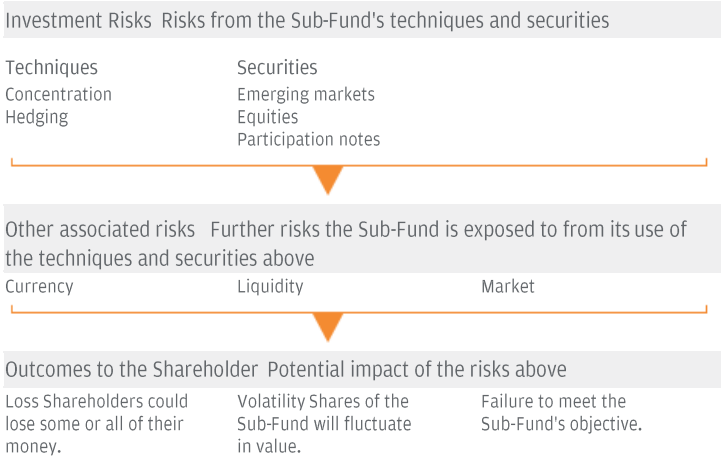 Investment Risks Risks from the Sub-Fund's techniques and securities
Techniques
Concentration
Hedging
Securities
Emerging markets
Equities
Participation notes
Other associated risks Further risks the Sub-Fund is exposed to from its use of
the techniques and securities above
Currency
Liquidity
Market
Outcomes to the Shareholder Potential impact of the risks above
Loss Shareholders could
lose some or all of their
money.
Volatility Shares of the
Sub-Fund will fluctuate
in value.
Failure to meet the
Sub-Fund's objective.